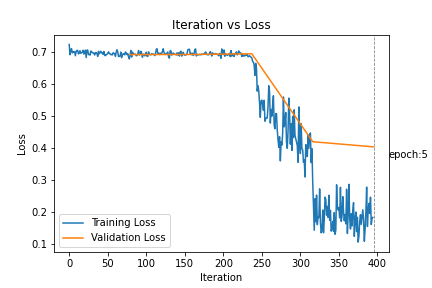 Iteration vs Loss
0.7
0.6
0.5
0.4
0.3
0.2
0.1
Loss
epoch:5
Training Loss
Validation Loss
0 50 100 150 200 250 300 350 400
Iteration